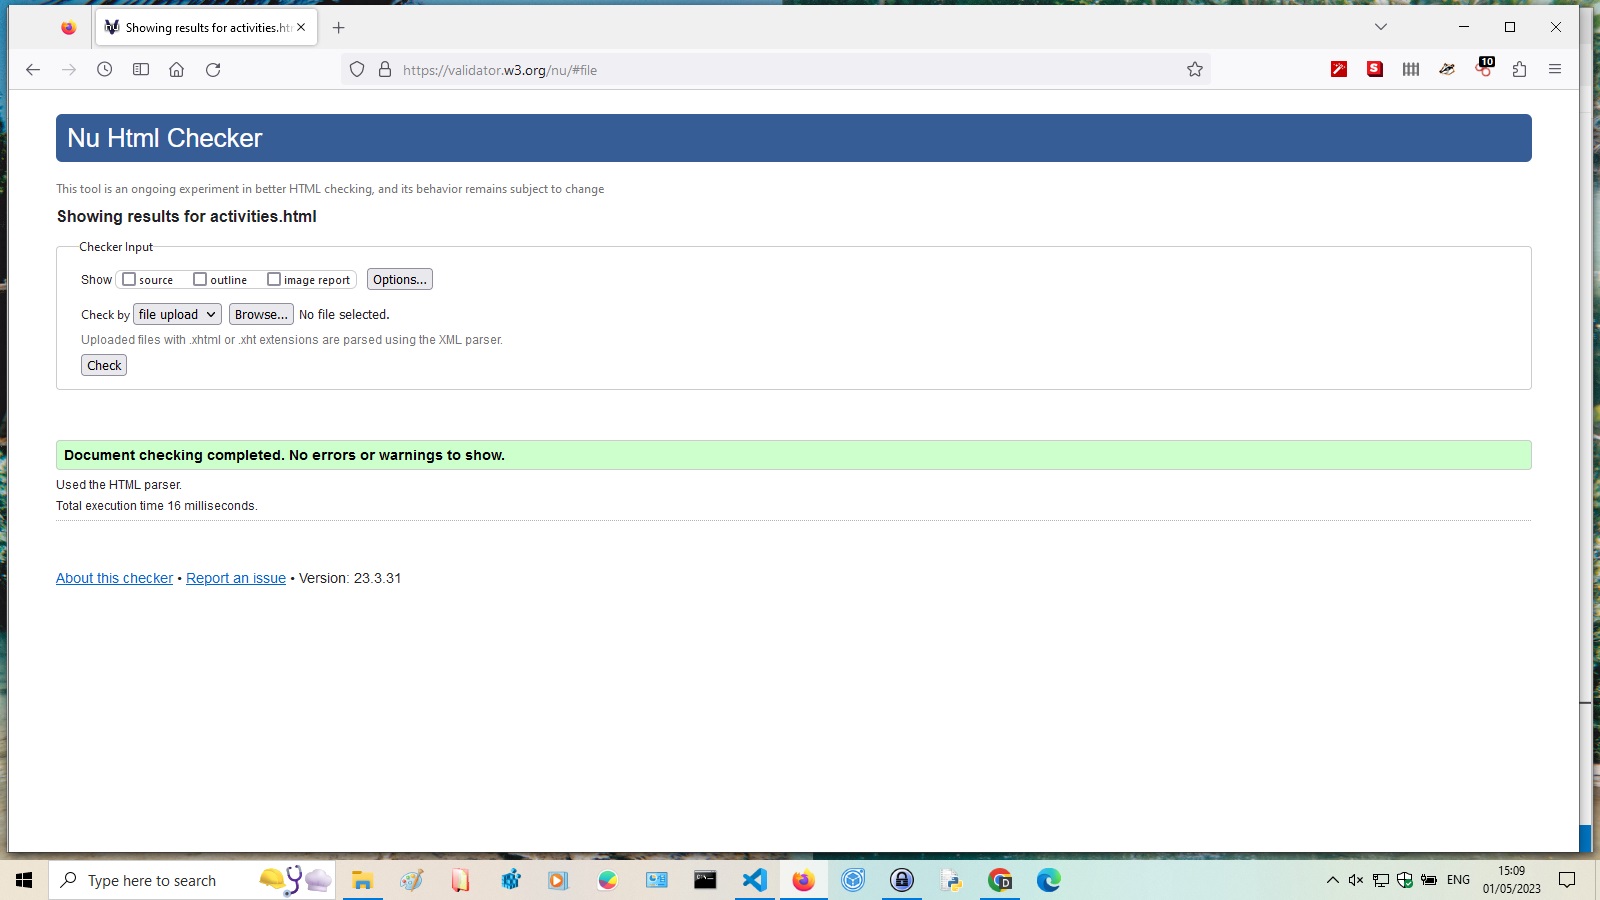 Showing results for activities.ht
https://validator.w3.org/nu/#file
10
Nu Html Checker
This tool is an ongoing experiment in better HTML checking, and its behavior remains subject to change
Showing results for activities.html
Checker Input
Show source outline image report Options...
Check by file upload Browse... No file selected.
Uploaded files with .xhtml or .xht extensions are parsed using the XML parser.
Check
Document checking completed. No errors or warnings to show.
Used the HTML parser.
Total execution time 16 milliseconds.
About this checker • Report an issue • Version: 23.3.31
Type here to search
ENG
15:09
01/05/2023